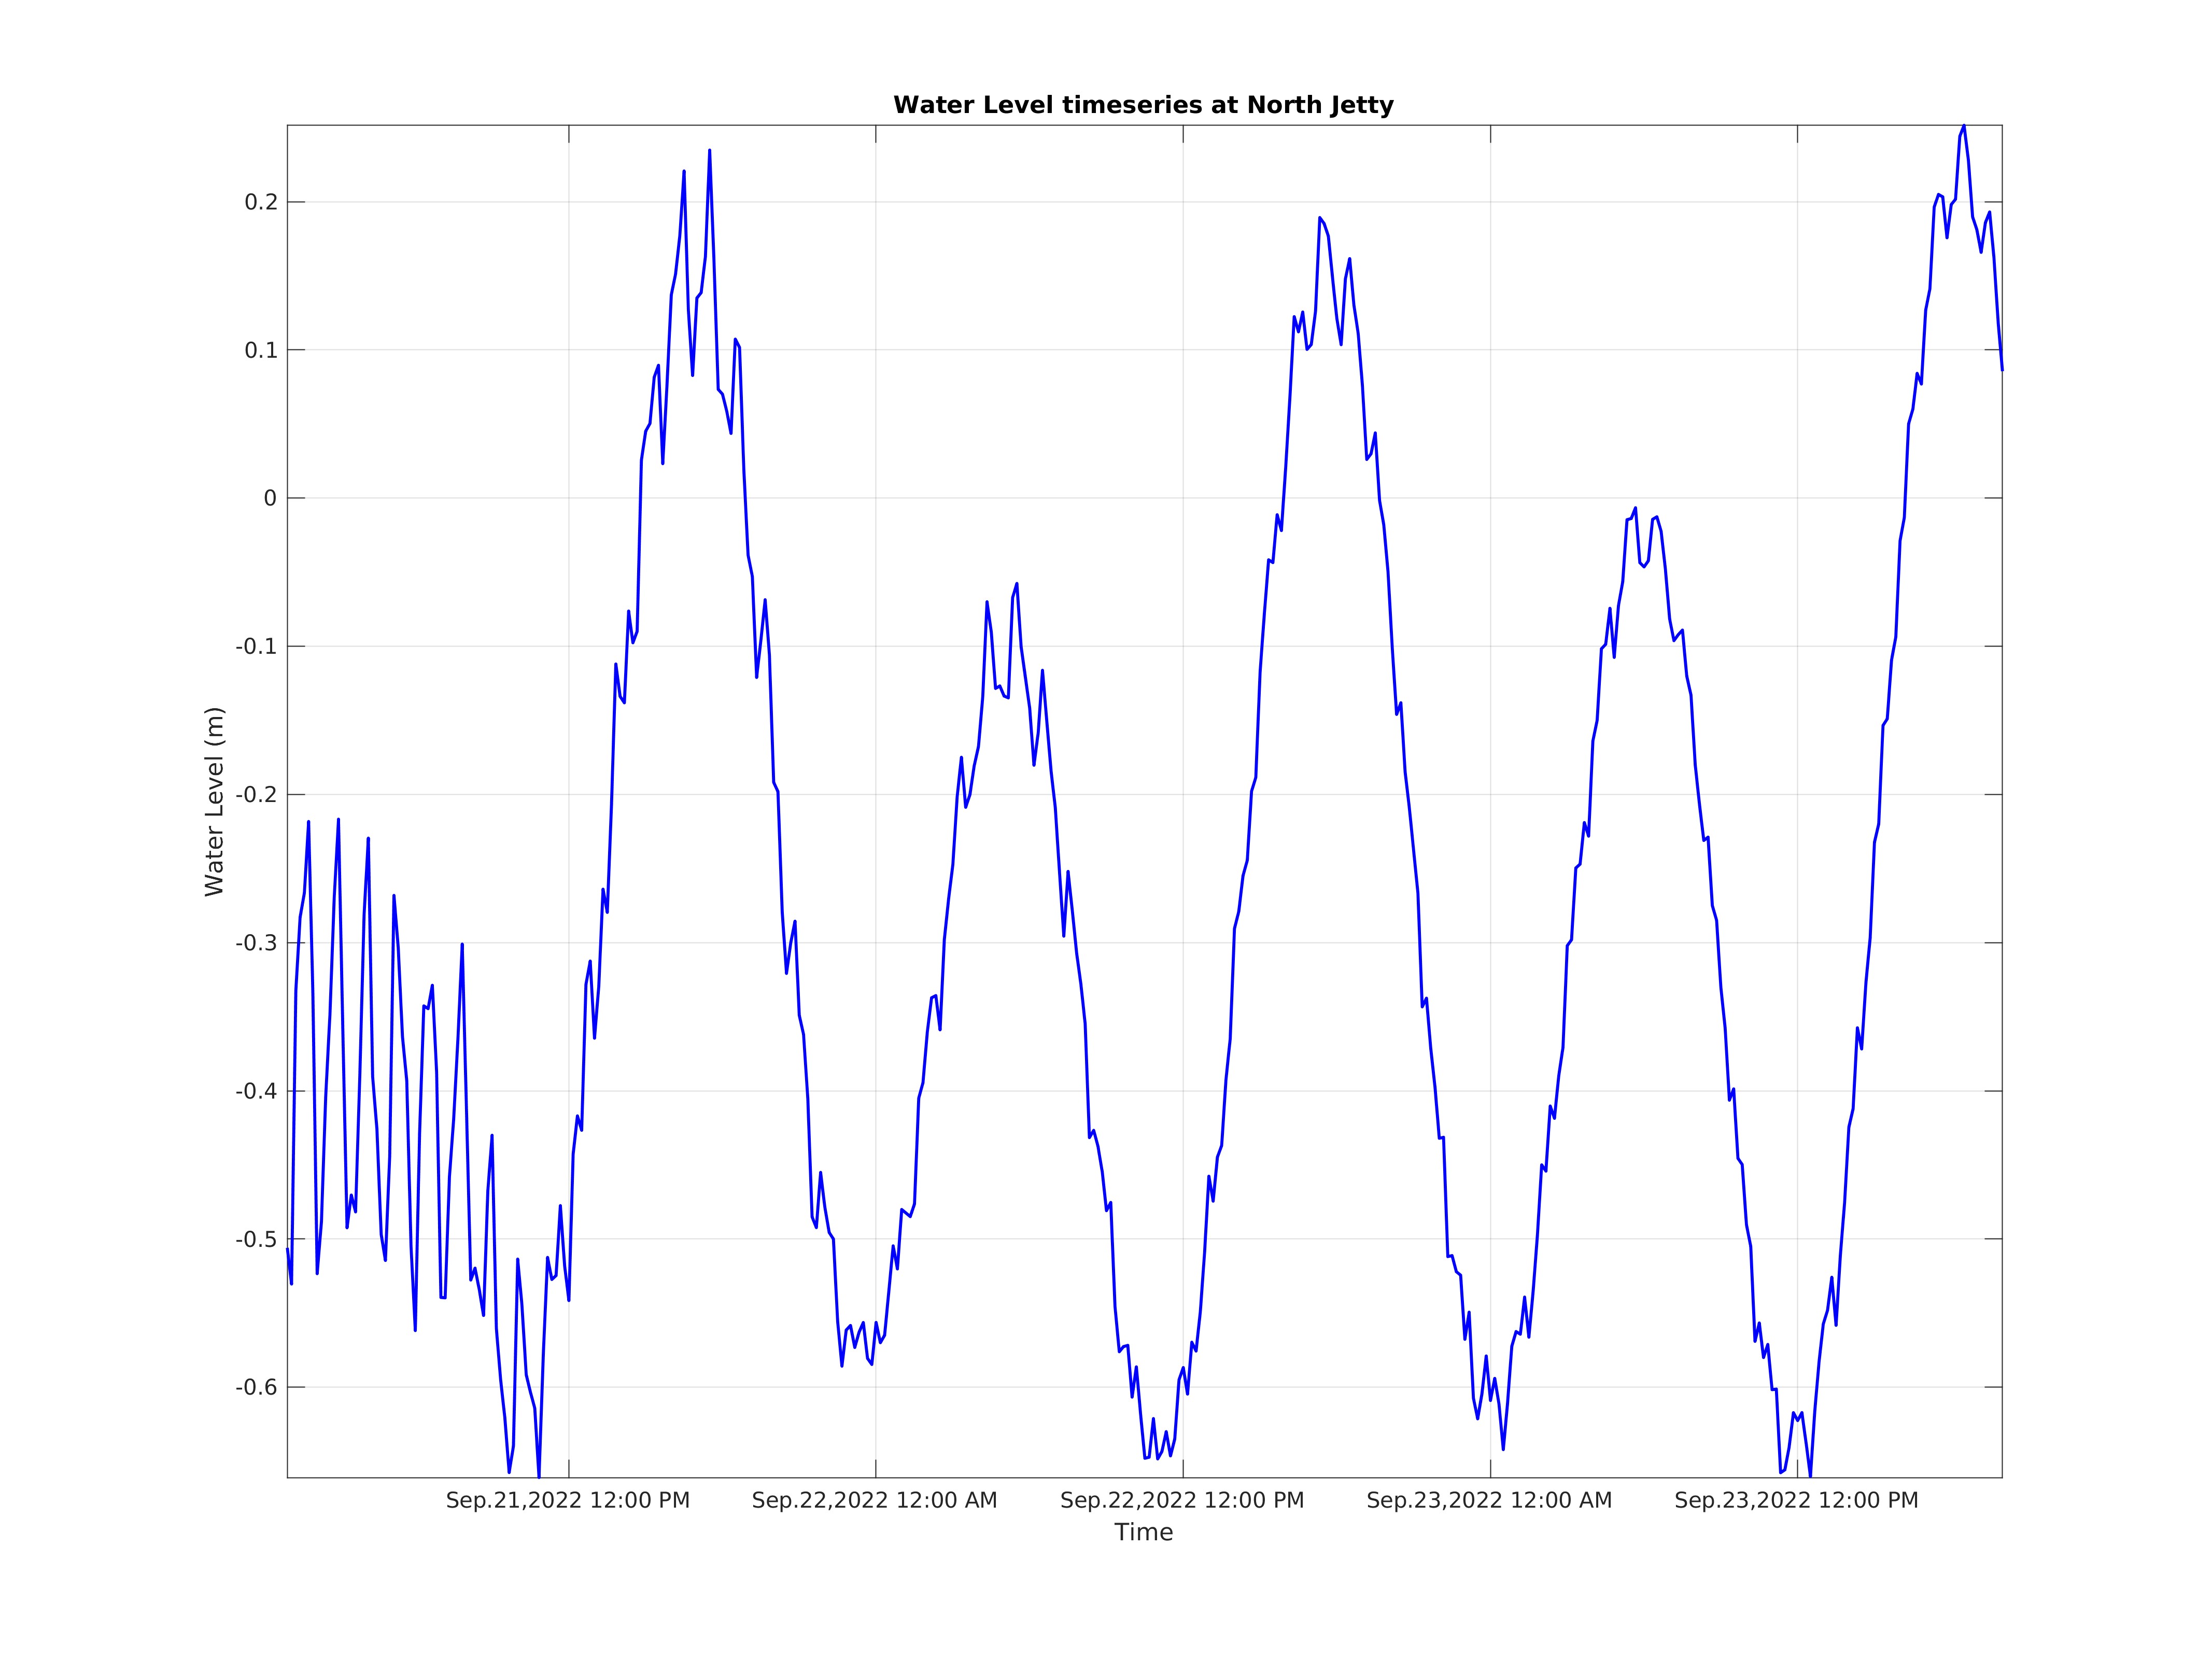 Water Level timeseries at North Jetty
0.2
0.1
0
-0.1
-0.2
-0.3
-0.4
-0.5
-0.6
Water Level (m)
Sep.21,2022 12:00 PM
Sep.22,2022 12:00 AM
Sep.22,2022 12:00 PM
Sep.23,2022 12:00 AM
Sep.23,2022 12:00 PM
Time